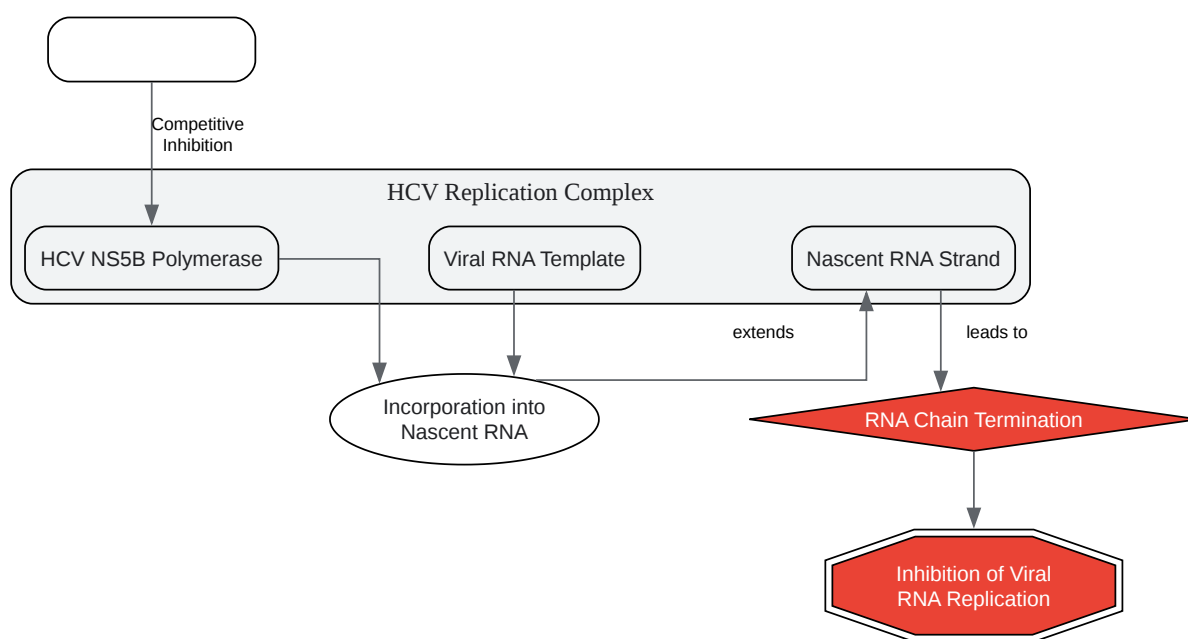 Competitive
Inhibition
HCV Replication Complex
HCV NS5B Polymerase
Viral RNA Template
Nascent RNA Strand
extends
leads to
Incorporation into
Nascent RNA
RNA Chain Termination
Inhibition of Viral
RNA Replication